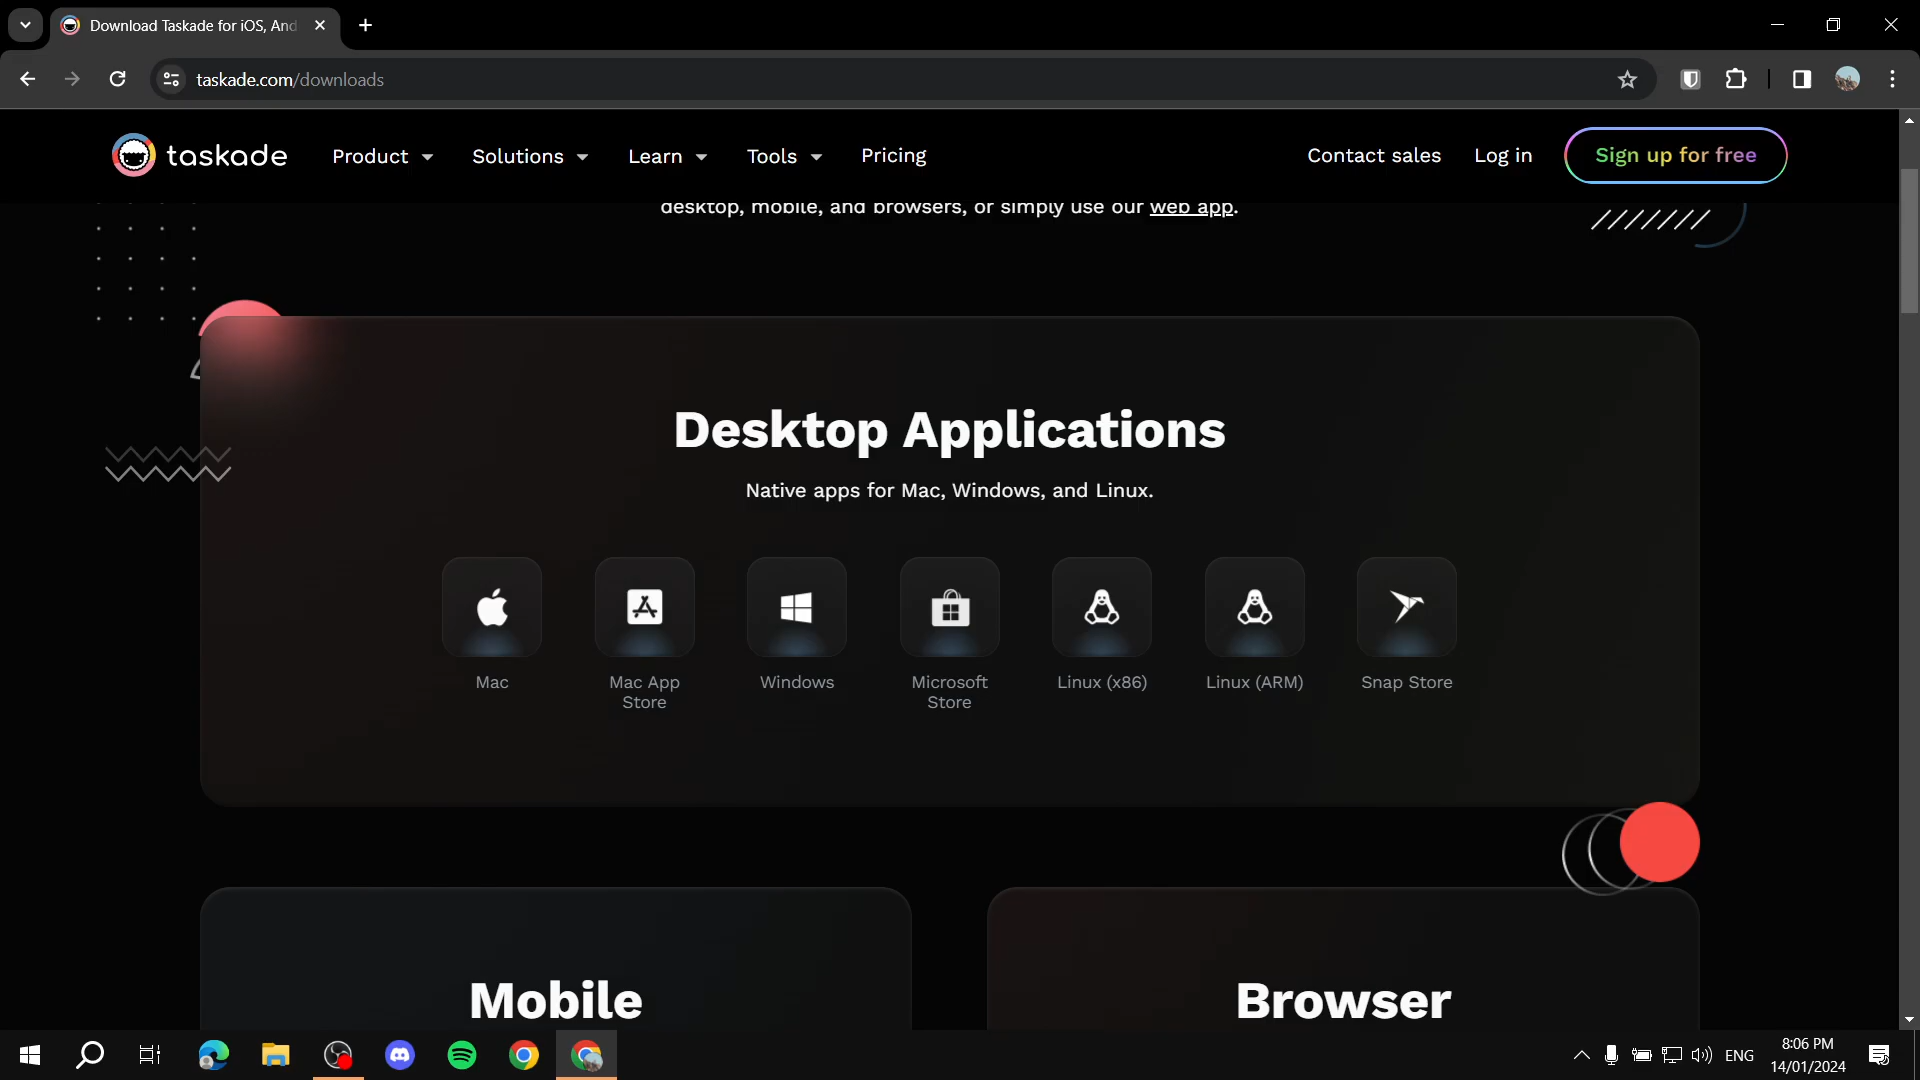 Download Taskade for iOS, And
taskade.com/downloads
taskade
Product
Solutions
Learn
Tools
Pricing
Contact sales
Log in
Sign up for free
desktop, mobile, and browsers, or simply use our web app.
Desktop Applications
Native apps for Mac, Windows, and Linux.
Mac
Mac App
Store
Windows
Microsoft
Store
Linux (x86)
Linux (ARM)
Snap Store
Mobile
Browser
ENG
8:06 PM
14/01/2024